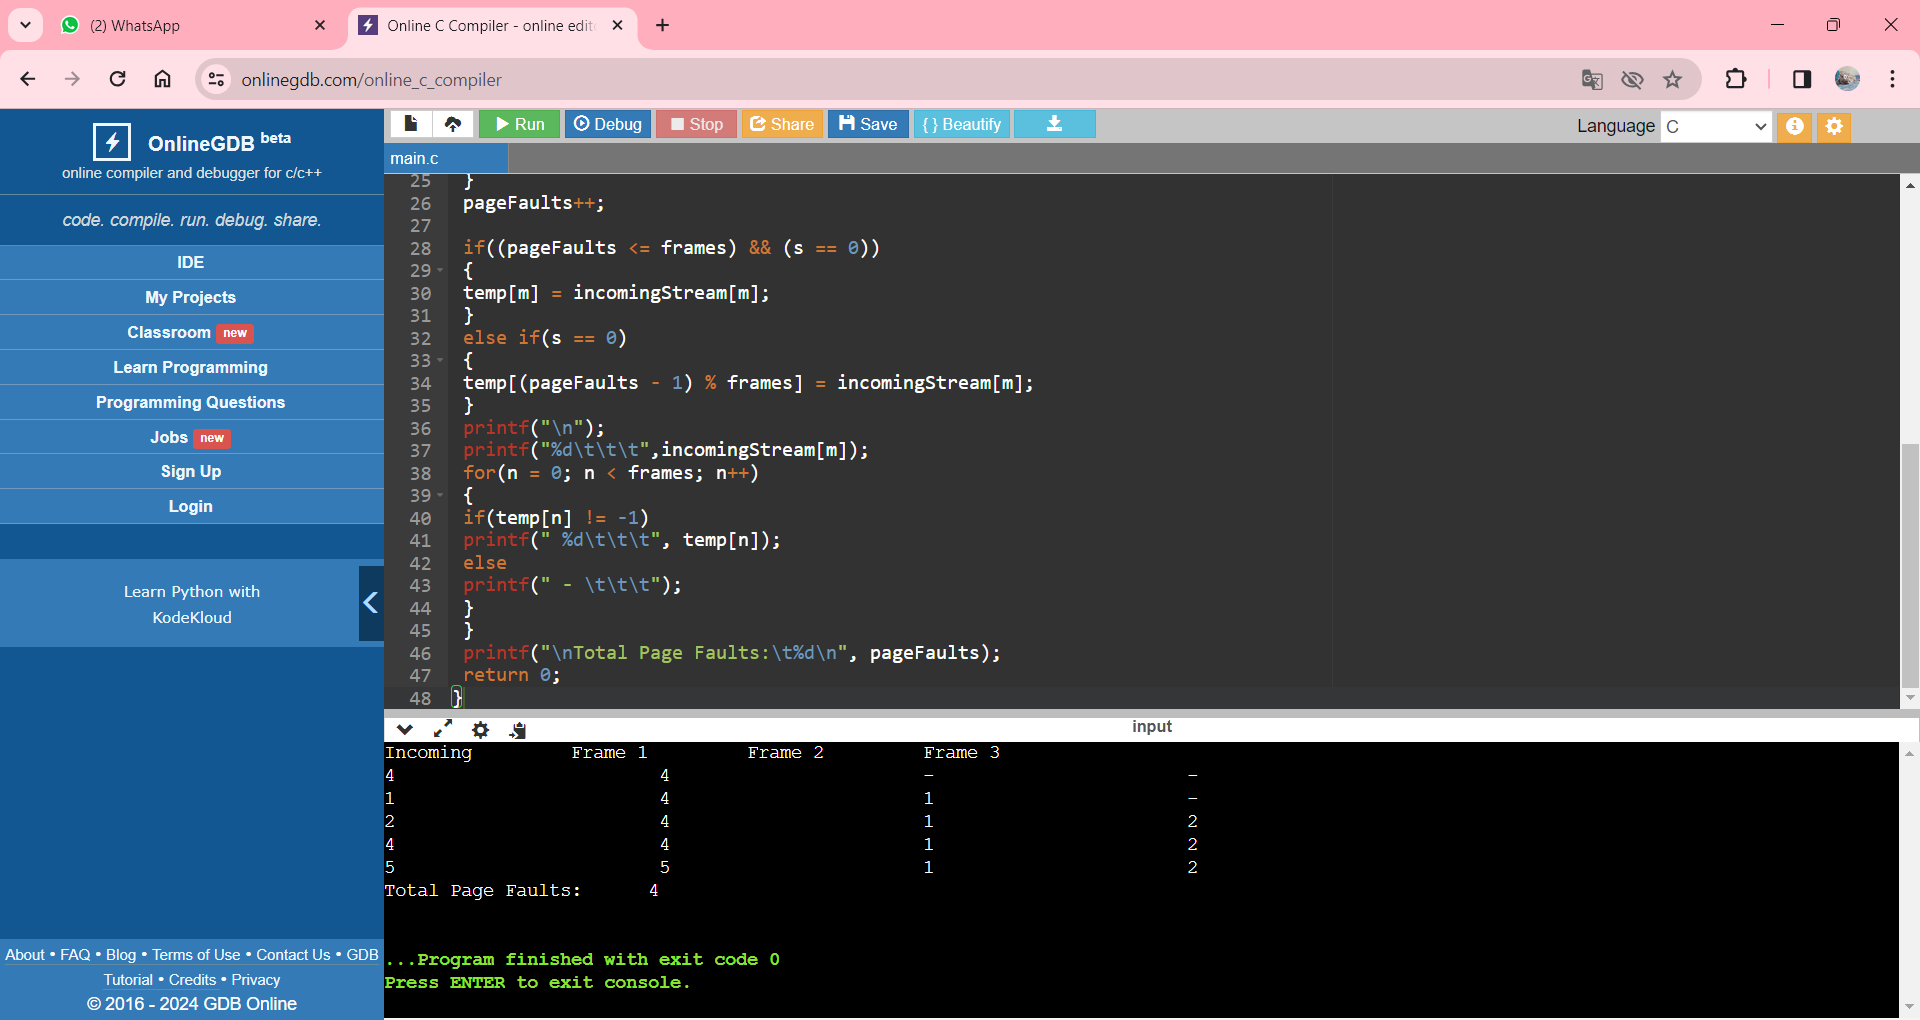 (2) WhatsApp
Online C Compiler - online edit
onlinegdb.com/online_c_compiler
OnlineGDB beta
online compiler and debugger for c/c++
code. compile. run. debug. share.
IDE
My Projects
Classroom new
Learn Programming
Programming Questions
Jobs new
Sign Up
Login
Learn Python with
KodeKloud
About • FAQ • Blog • Terms of Use • Contact Us • GDB
Tutorial • Credits • Privacy
© 2016 - 2024 GDB Online
Run Debug Stop Share Save { } Beautify
Language C
main.c
25 }
26 pageFaults++;
27
28 if((pageFaults <= frames) && (s == 0))
29 {
30 temp[m] = incomingStream[m];
31 }
32 else if(s == 0)
33 {
34 temp[(pageFaults - 1) % frames] = incomingStream[m];
35 }
36 printf("\n");
37 printf("%d\t\t\t",incomingStream[m]);
38 for(n = 0; n < frames; n++)
39 {
40 if(temp[n] != -1)
41 printf(" %d\t\t\t", temp[n]);
42 else
43 printf(" - \t\t\t");
44 }
45 }
46 printf("\nTotal Page Faults:\t%d\n", pageFaults);
47 return 0;
48 }
input
Incoming Frame 1 Frame 2 Frame 3
4 4 - -
1 4 1 -
2 4 1 2
4 4 1 2
5 5 1 2
Total Page Faults: 4
...Program finished with exit code 0
Press ENTER to exit console.